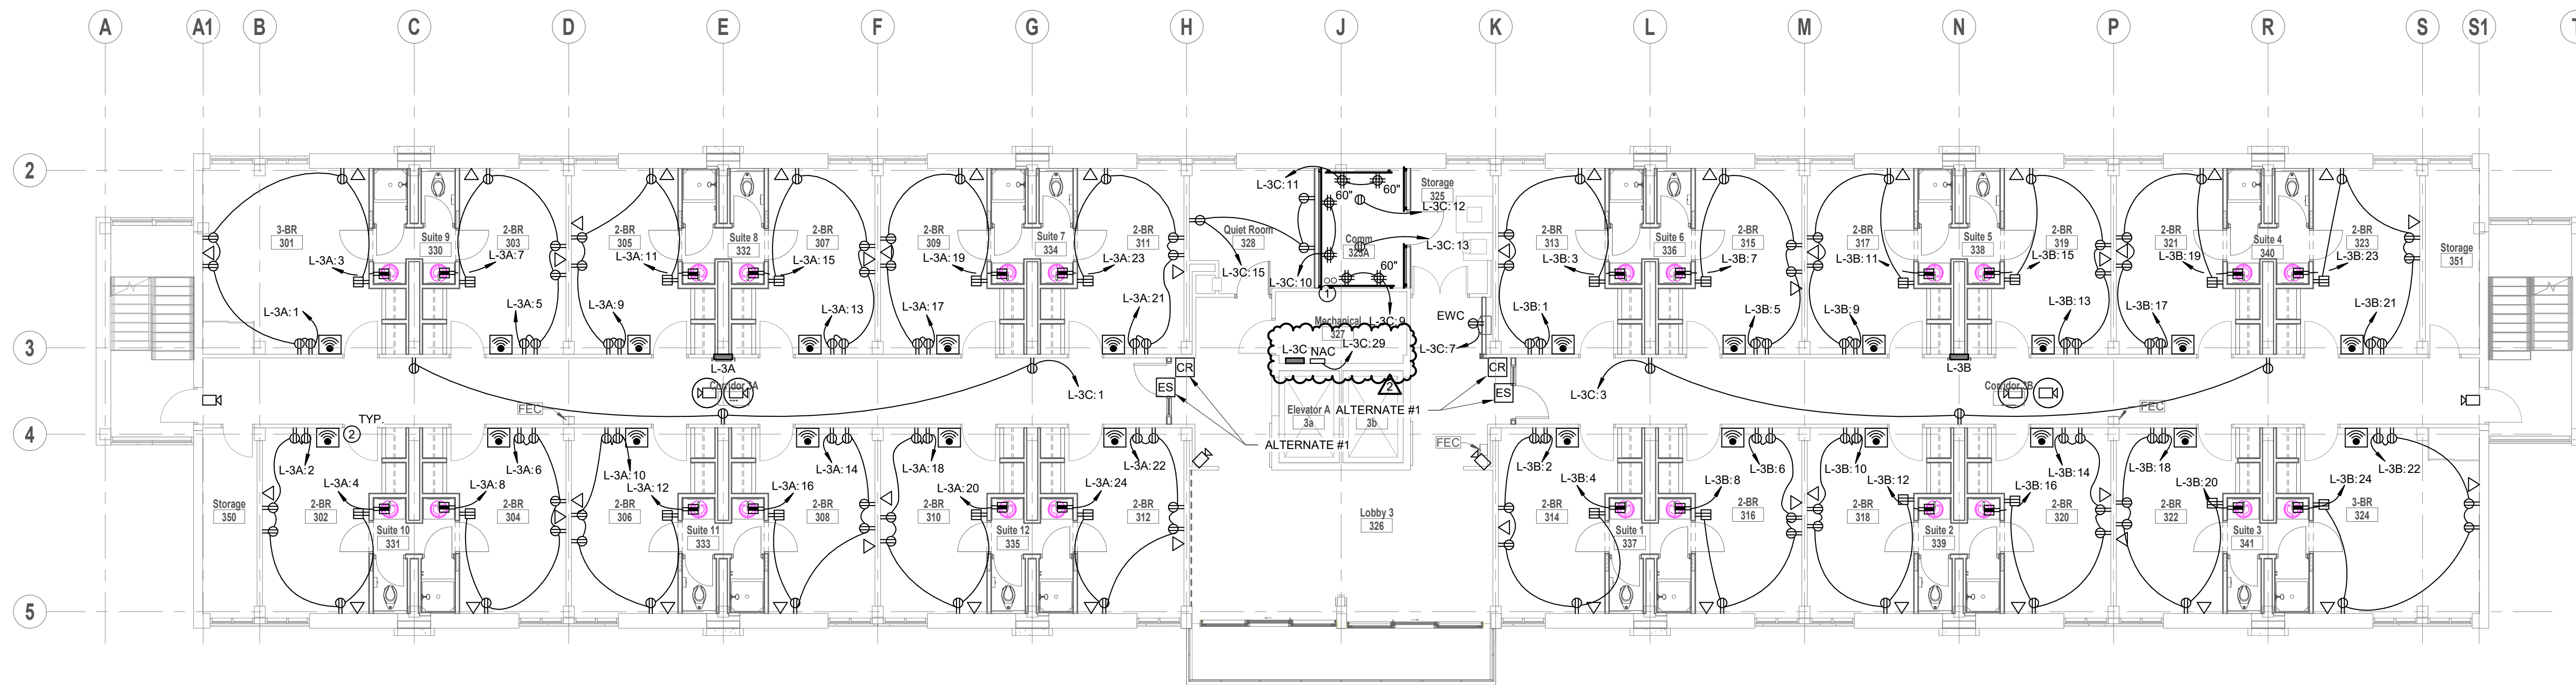 A A1 B C D E F G H J K L M N P R S S1
2
3-BR
301
Suite 9
330
2-BR
303
2-BR
305
Suite 8
332
2-BR
307
2-BR
309
Suite 7
334
2-BR
311
L-3A: 3
L-3A: 7
L-3A: 11
L-3A: 15
L-3A: 19
L-3A: 23
L-3A: 1
L-3A: 5
L-3A: 9
L-3A: 13
L-3A: 17
L-3A: 21
L-3C: 11
60"
60"
Storage
325
L-3C: 12
Quiet Room
328
Comm
325A
L-3C: 13
L-3C: 15
60"
L-3C: 10
1
EWC
Mechanical
327
L-3C: 9
L-3C
NAC
L-3C: 29
L-3C: 7
2
2-BR
313
Suite 6
336
2-BR
315
2-BR
317
Suite 5
338
2-BR
319
2-BR
321
Suite 4
340
2-BR
323
Storage
351
L-3B: 3
L-3B: 7
L-3B: 11
L-3B: 15
L-3B: 19
L-3B: 23
L-3B: 1
L-3B: 5
L-3B: 9
L-3B: 13
L-3B: 17
L-3B: 21
3
L-3A
Corridor 3A
L-3C: 1
CR
ES
CR
ES
L-3C: 3
L-3B
Corridor 3B
FEC
TYP.
2
Elevator A
3a
3b
ALTERNATE #1
ALTERNATE #1
FEC
FEC
4
L-3A: 2
L-3A: 6
L-3A: 10
L-3A: 14
L-3A: 18
L-3A: 22
L-3A: 4
L-3A: 8
L-3A: 12
L-3A: 16
L-3A: 20
L-3A: 24
Storage
350
2-BR
302
Suite 10
331
2-BR
304
2-BR
306
Suite 11
333
2-BR
308
2-BR
310
Suite 12
335
2-BR
312
Lobby 3
326
L-3B: 2
L-3B: 6
L-3B: 10
L-3B: 14
L-3B: 18
L-3B: 22
L-3B: 4
L-3B: 8
L-3B: 12
L-3B: 16
L-3B: 20
L-3B: 24
2-BR
314
Suite 1
337
2-BR
316
2-BR
318
Suite 2
339
2-BR
320
2-BR
322
Suite 3
341
3-BR
324
5